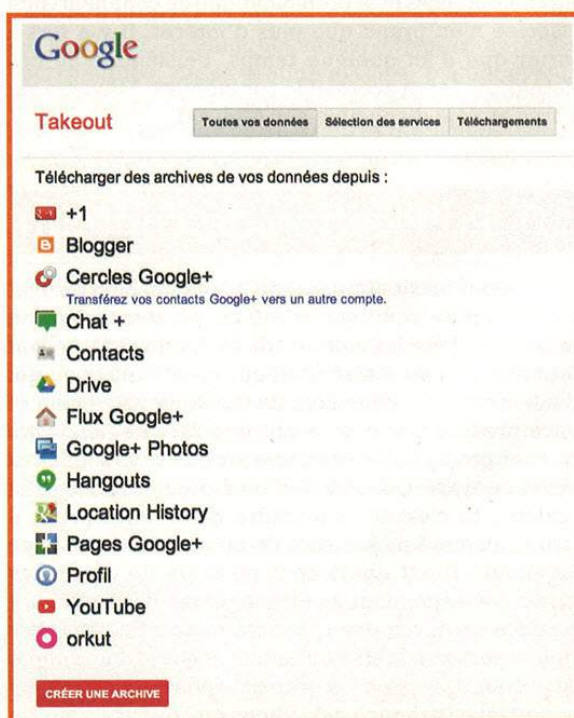 Google
Takeout
Toutes vos données Sélection des services Téléchargements
Télécharger des archives de vos données depuis :
+1
Blogger
Cercles Google+
Transférez vos contacts Google+ vers un autre compte.
Chat +
Contacts
Drive
Flux Google+
Google+ Photos
Hangouts
Location History
Pages Google+
Profil
YouTube
orkut
CRÉER UNE ARCHIVE